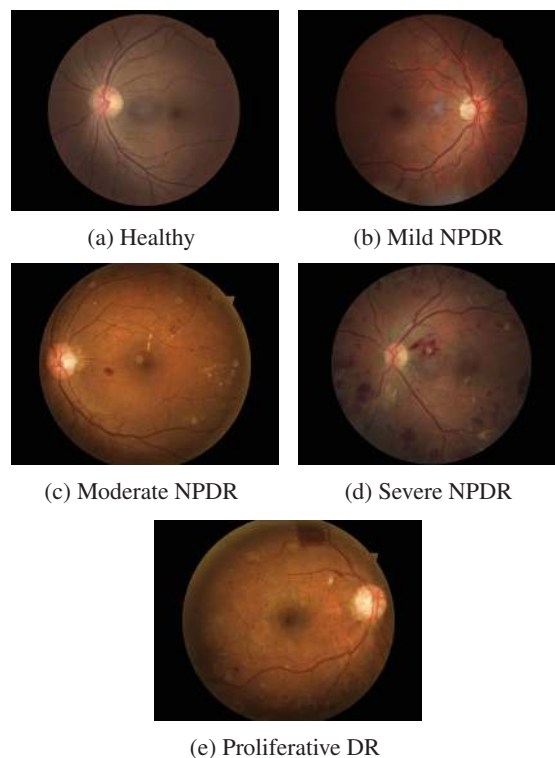 (a) Healthy
(b) Mild NPDR
(c) Moderate NPDR
(d) Severe NPDR
(e) Proliferative DR